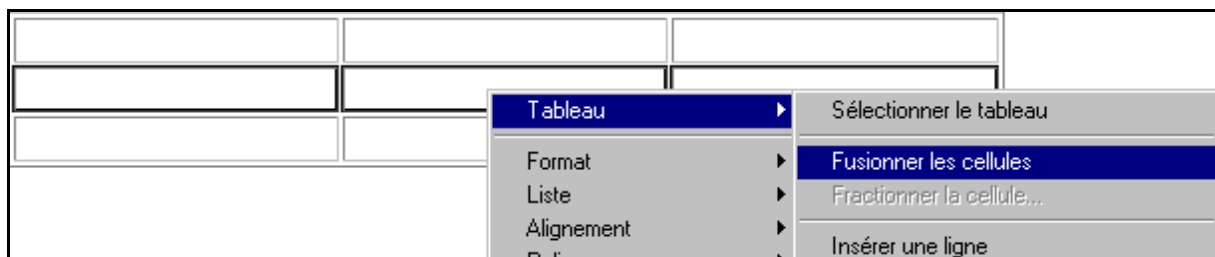 Tableau
Sélectionner le tableau
Format
Fusionner les cellules
Liste
Fractionner la cellule...
Alignement
Insérer une ligne